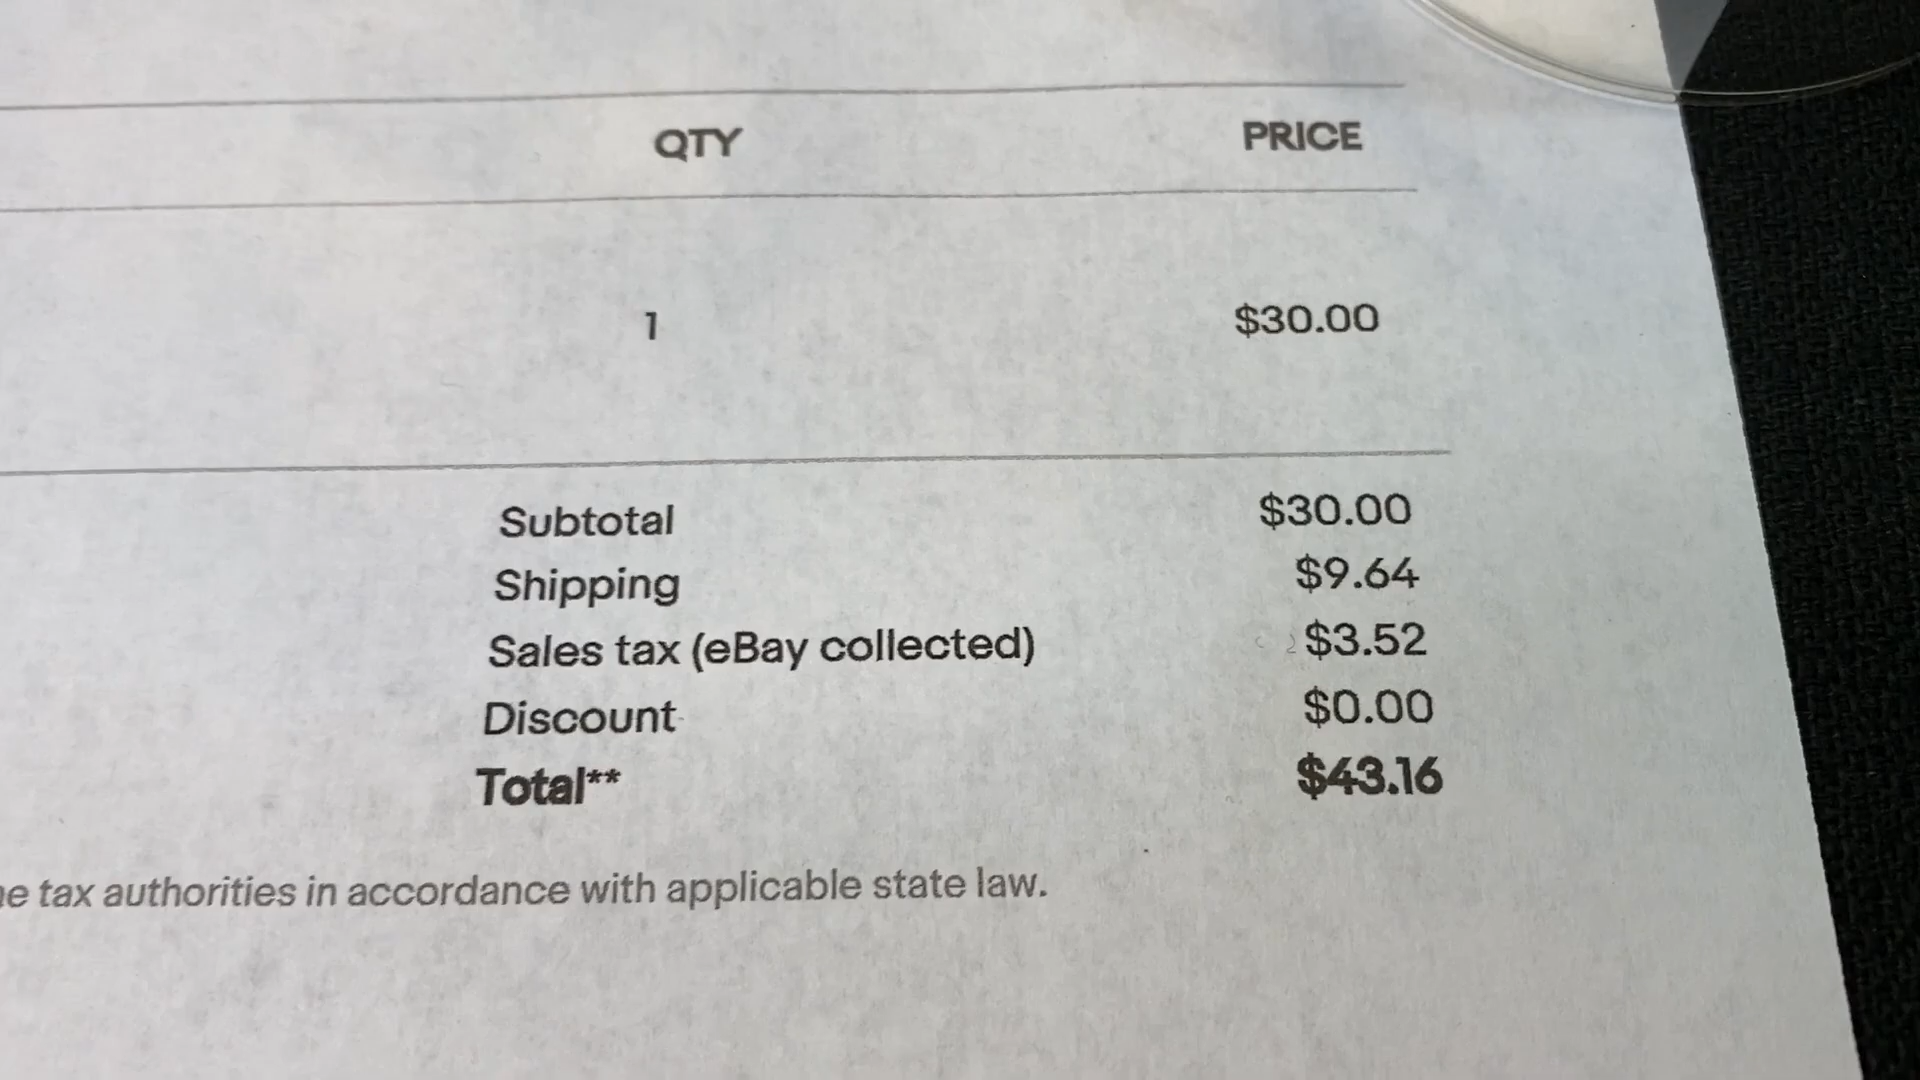 QTY PRICE
1 $30.00
Subtotal $30.00
Shipping $9.64
Sales tax (eBay collected) $3.52
Discount $0.00
Total** $43.16
tax authorities in accordance with applicable state law.